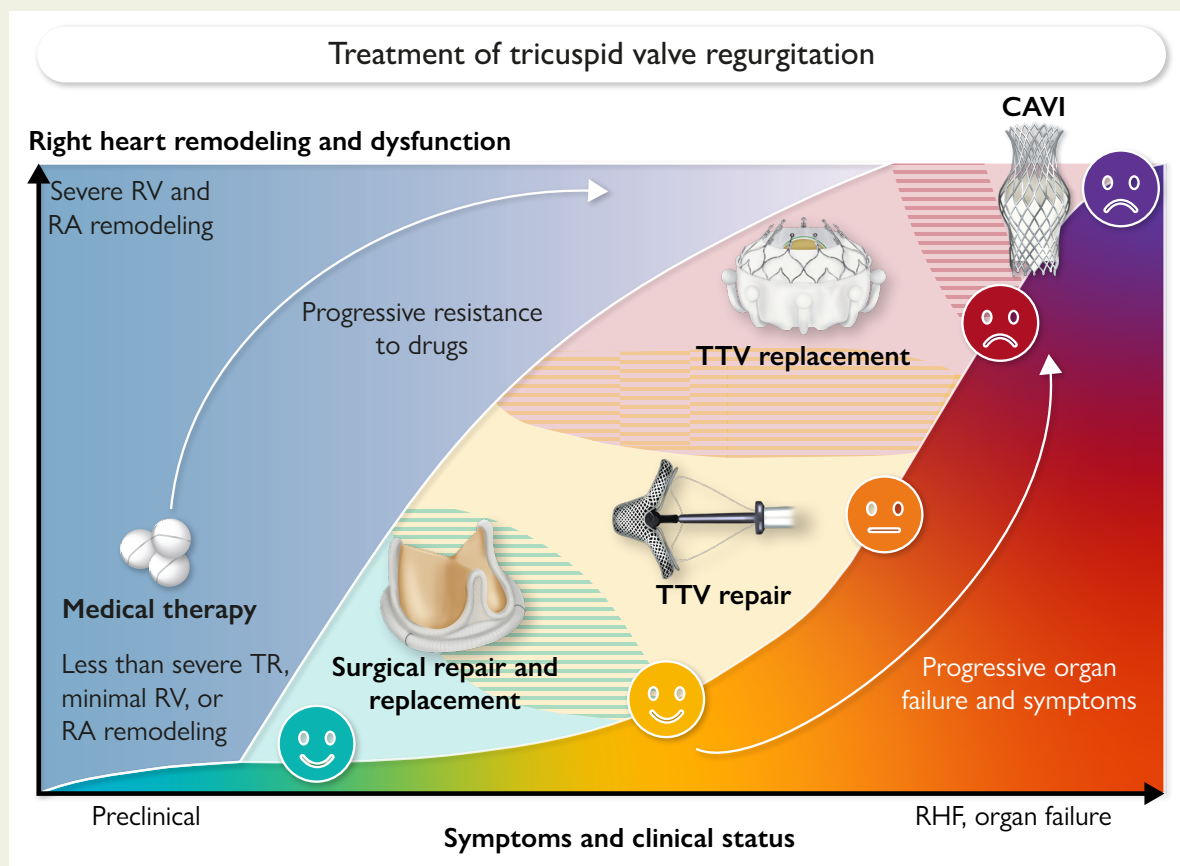 Treatment of tricuspid valve regurgitation
CAVI
Right heart remodeling and dysfunction
Severe RV and
RA remodeling
Progressive resistance
to drugs
TTV replacement
Medical therapy
TTV repair
Less than severe TR,
minimal RV, or
RA remodeling
Surgical repair and
replacement
Progressive organ
failure and symptoms
Preclinical
RHF, organ failure
Symptoms and clinical status